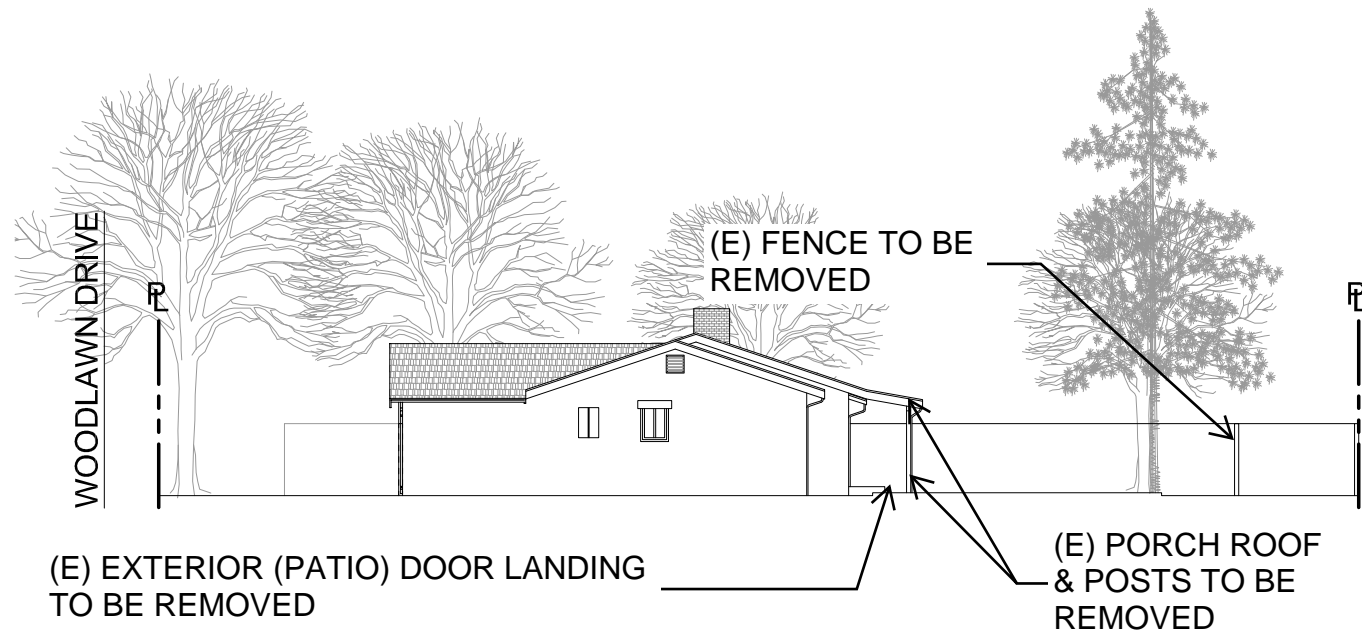 WOODLAWN DRIVE
PL
(E) FENCE TO BE
REMOVED
PL
(E) EXTERIOR (PATIO) DOOR LANDING
TO BE REMOVED
(E) PORCH ROOF
& POSTS TO BE
REMOVED